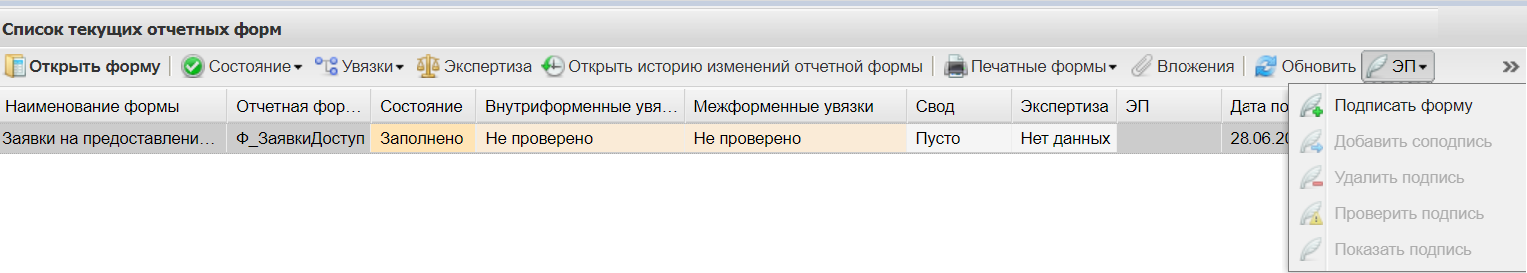 Список текущих отчетных форм
Открыть форму Состояние Увязки Экспертиза Открыть историю изменений отчетной формы Печатные формы Вложения Обновить ЭП
Наименование формы Отчетная фор... Состояние Внутриформенные увя... Межформенные увязки Свод Экспертиза ЭП Дата по
Заявки на предоставлени... Ф_ЗаявкиДоступ Заполнено Не проверено Не проверено Пусто Нет данных 28.06.20
Подписать форму
Добавить соподпись
Удалить подпись
Проверить подпись
Показать подпись